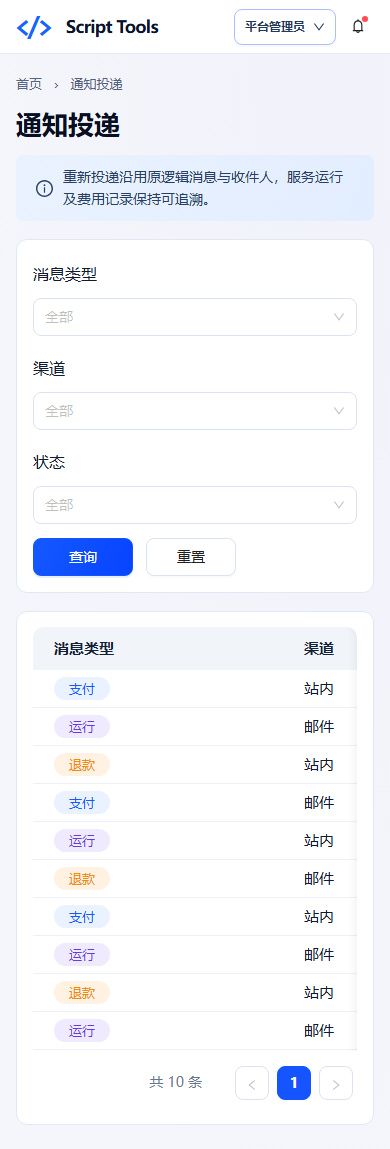 </> Script Tools 平台管理员
首页 › 通知投递
通知投递
重新投递沿用原逻辑消息与收件人，服务运行
及费用记录保持可追溯。
消息类型
全部
渠道
全部
状态
全部
查询 重置
消息类型 渠道
支付 站内
运行 邮件
退款 站内
支付 邮件
运行 站内
退款 邮件
支付 站内
运行 邮件
退款 站内
运行 邮件
共 10 条 < 1 >